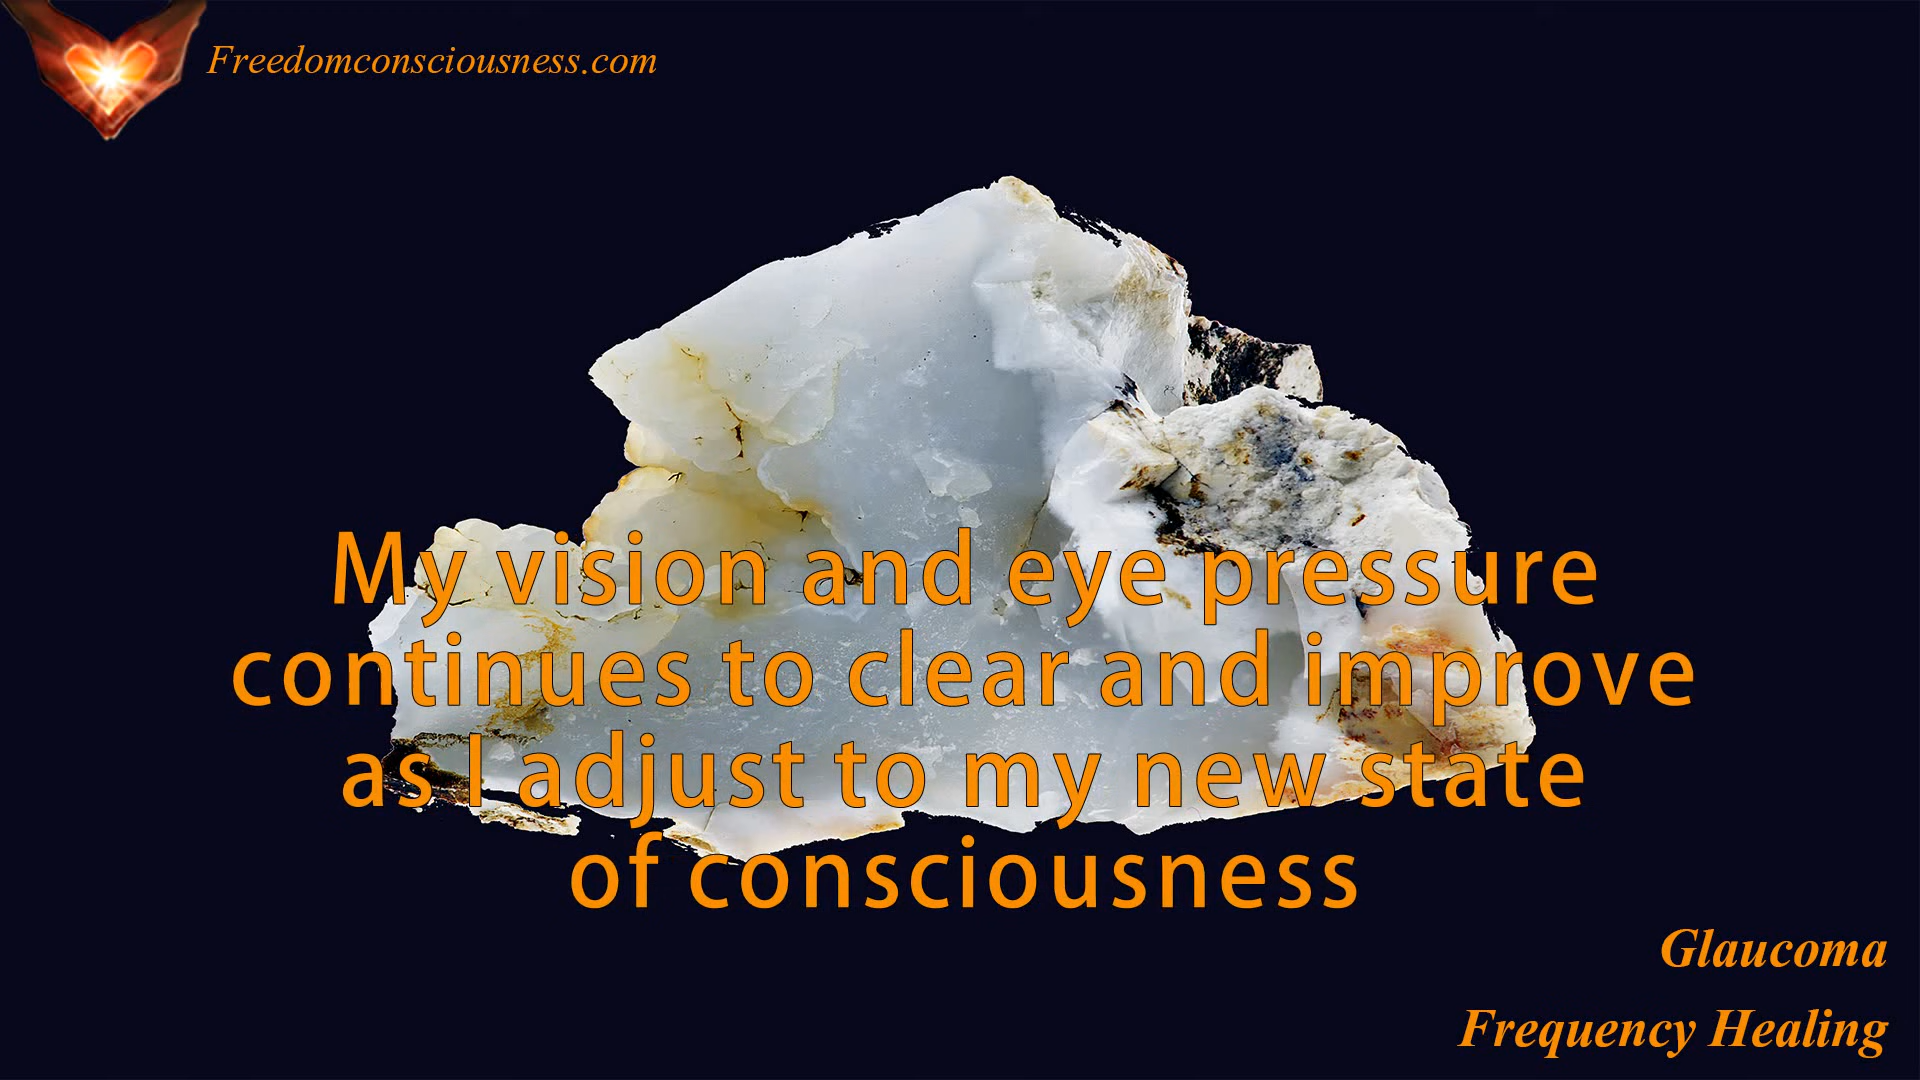 Freedomconsciousness.com
My vision and eye pressure
continues to clear and improve
as I adjust to my new state
of consciousness
Glaucoma
Frequency Healing